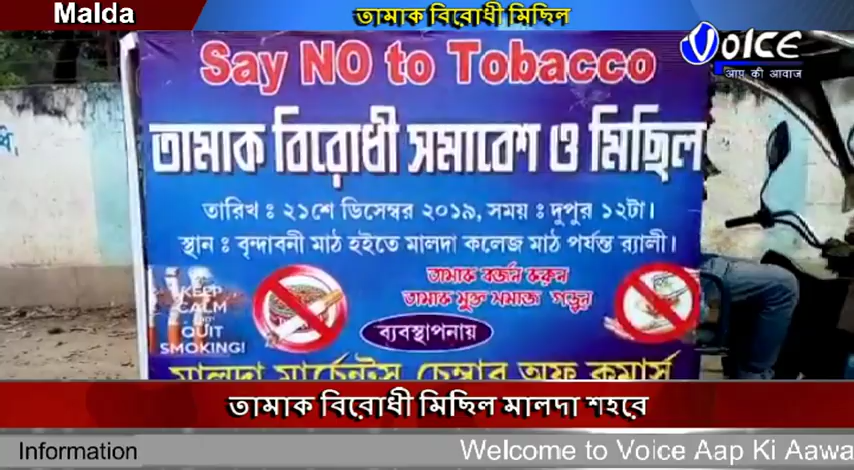 Malda
তামাক বিরোধী মিছিল
VOICE
आप की आवाज
Say NO to Tobacco
তামাক বিরোধী সমাবেশ ও মিছিল
তারিখ ঃ ২১শে ডিসেম্বর ২০১৯, সময় ঃ দুপুর ১২টা।
স্থান ঃ বৃন্দাবনী মাঠ হইতে মালদা কলেজ মাঠ পর্যন্ত র‍্যালী।
KEEP
CALM
AND
QUIT
SMOKING!
তামাক বর্জন করুন
তামাক মুক্ত সমাজ গড়ুন
ব্যবস্থাপনায়
মালদা মার্চেন্টস্ চেম্বার অফ কমার্স
তামাক বিরোধী মিছিল মালদা শহরে
Information
Welcome to Voice Aap Ki Aawa